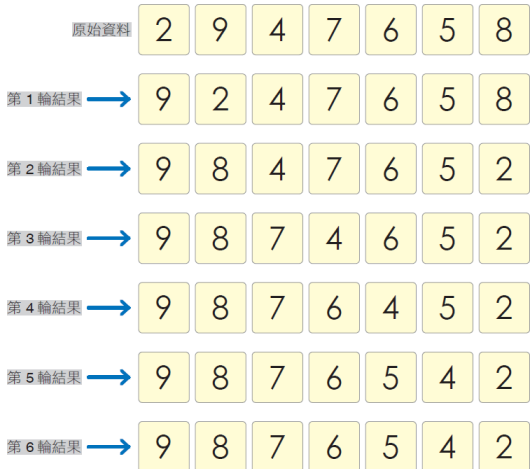 原始資料 2 9 4 7 6 5 8
第 1 輪結果 9 2 4 7 6 5 8
第 2 輪結果 9 8 4 7 6 5 2
第 3 輪結果 9 8 7 4 6 5 2
第 4 輪結果 9 8 7 6 4 5 2
第 5 輪結果 9 8 7 6 5 4 2
第 6 輪結果 9 8 7 6 5 4 2